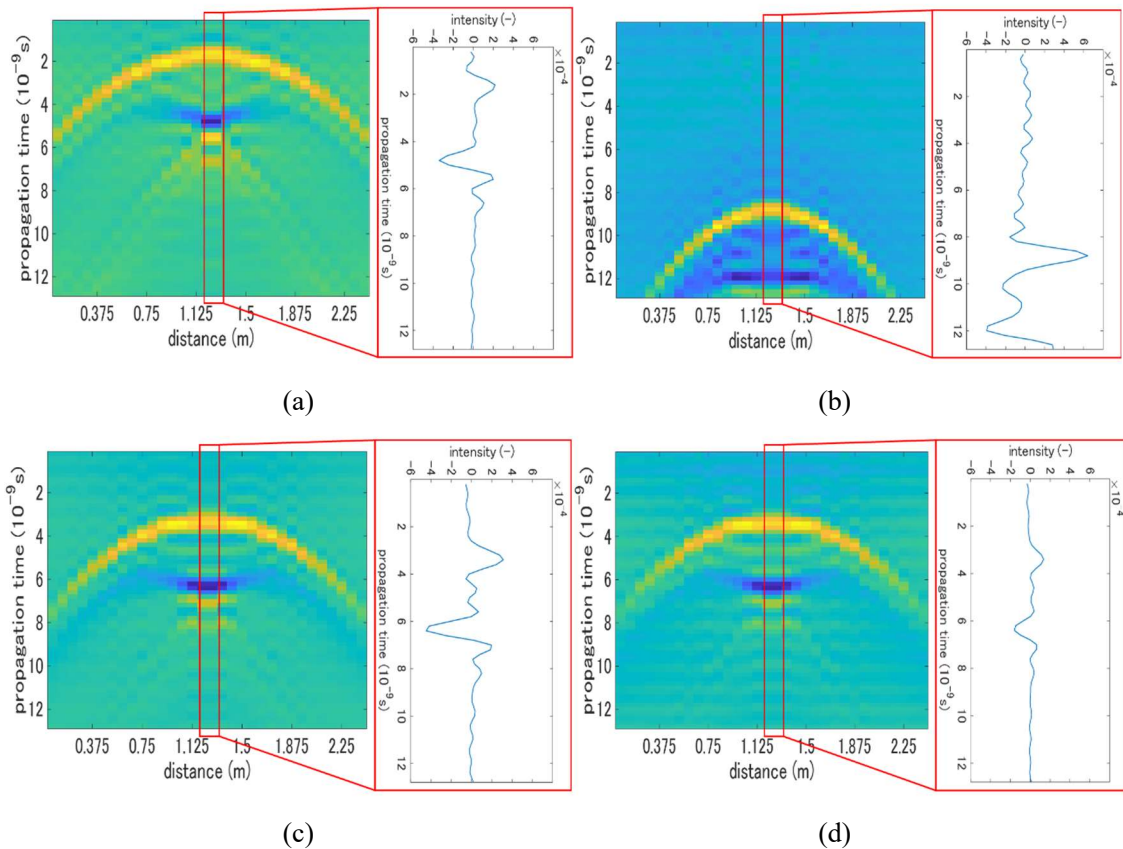 intensity (-)
-6 -4 -2 0 2 4 6
×10⁻⁴
propagation time (10⁻⁹s)
2
4
6
8
10
12
propagation time (10⁻⁹s)
2
4
6
8
10
12
0.375 0.75 1.125 1.5 1.875 2.25
distance (m)
(a)
intensity (-)
-6 -4 -2 0 2 4 6
×10⁻⁴
propagation time (10⁻⁹s)
2
4
6
8
10
12
propagation time (10⁻⁹s)
2
4
6
8
10
12
0.375 0.75 1.125 1.5 1.875 2.25
distance (m)
(b)
intensity (-)
-6 -4 -2 0 2 4 6
×10⁻⁴
propagation time (10⁻⁹s)
2
4
6
8
10
12
propagation time (10⁻⁹s)
2
4
6
8
10
12
0.375 0.75 1.125 1.5 1.875 2.25
distance (m)
(c)
intensity (-)
-6 -4 -2 0 2 4 6
×10⁻⁴
propagation time (10⁻⁹s)
2
4
6
8
10
12
propagation time (10⁻⁹s)
2
4
6
8
10
12
0.375 0.75 1.125 1.5 1.875 2.25
distance (m)
(d)